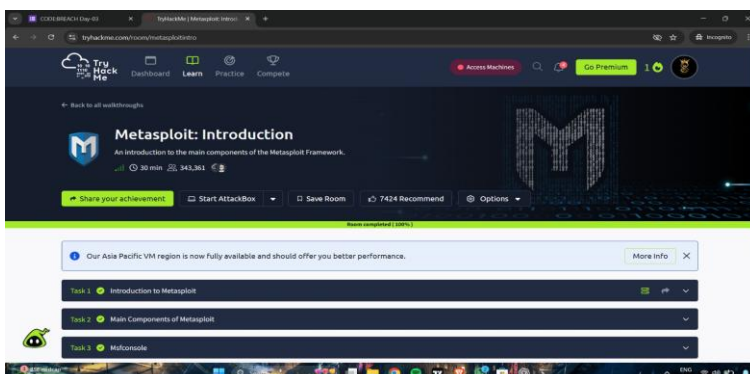 CODE:BREACH Day-02
TryHackMe | Metasploit: Introd
tryhackme.com/room/metasploitintro
Incognito
Try Hack Me
Dashboard
Learn
Practice
Compete
Access Machines
Go Premium
1
← Back to all walkthroughs
Metasploit: Introduction
An introduction to the main components of the Metasploit Framework.
30 min
343,361
Share your achievement
Start AttackBox
Save Room
7424 Recommend
Options
Room completed ( 100% )
Our Asia Pacific VM region is now fully available and should offer you better performance.
More info
Task 1 Introduction to Metasploit
Task 2 Main Components of Metasploit
Task 3 Msfconsole
ENG